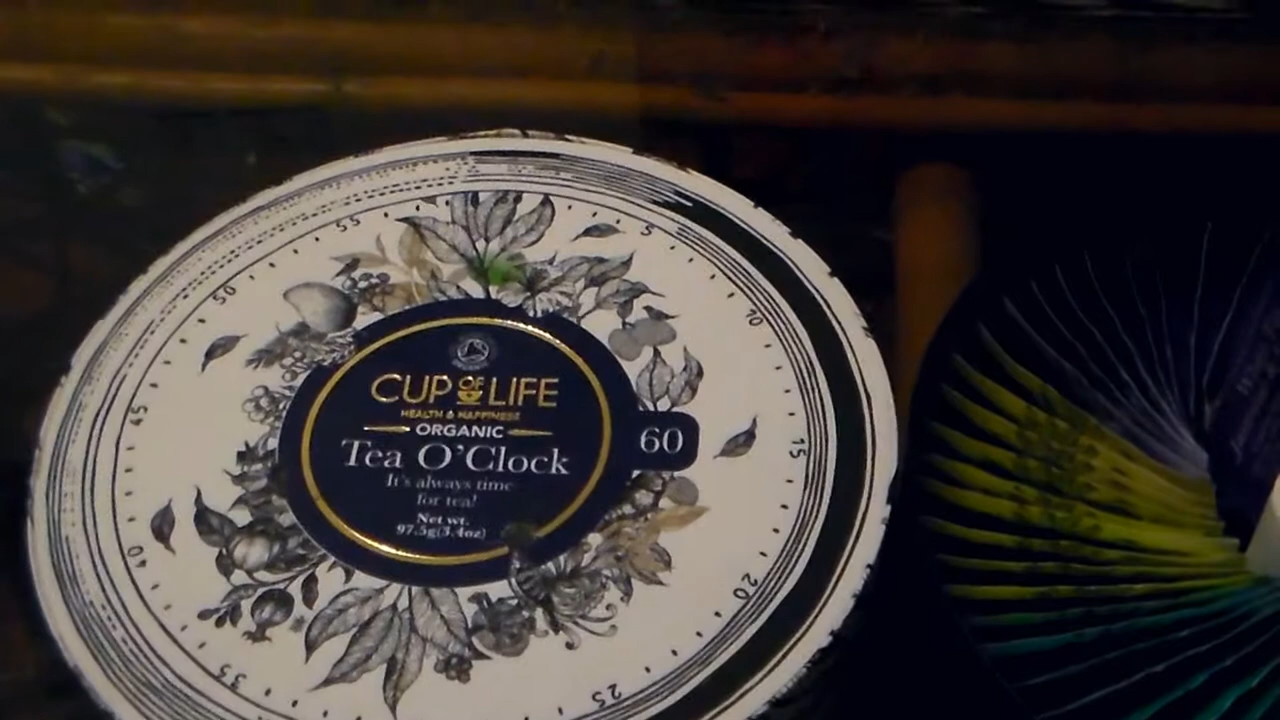 CUP OF LIFE
HEALTH & HAPPINESS
ORGANIC
Tea O'Clock
It's always time
for tea!
Net wt.
97.5g(3.4oz)
60
5
10
15
20
25
35
40
45
50
55